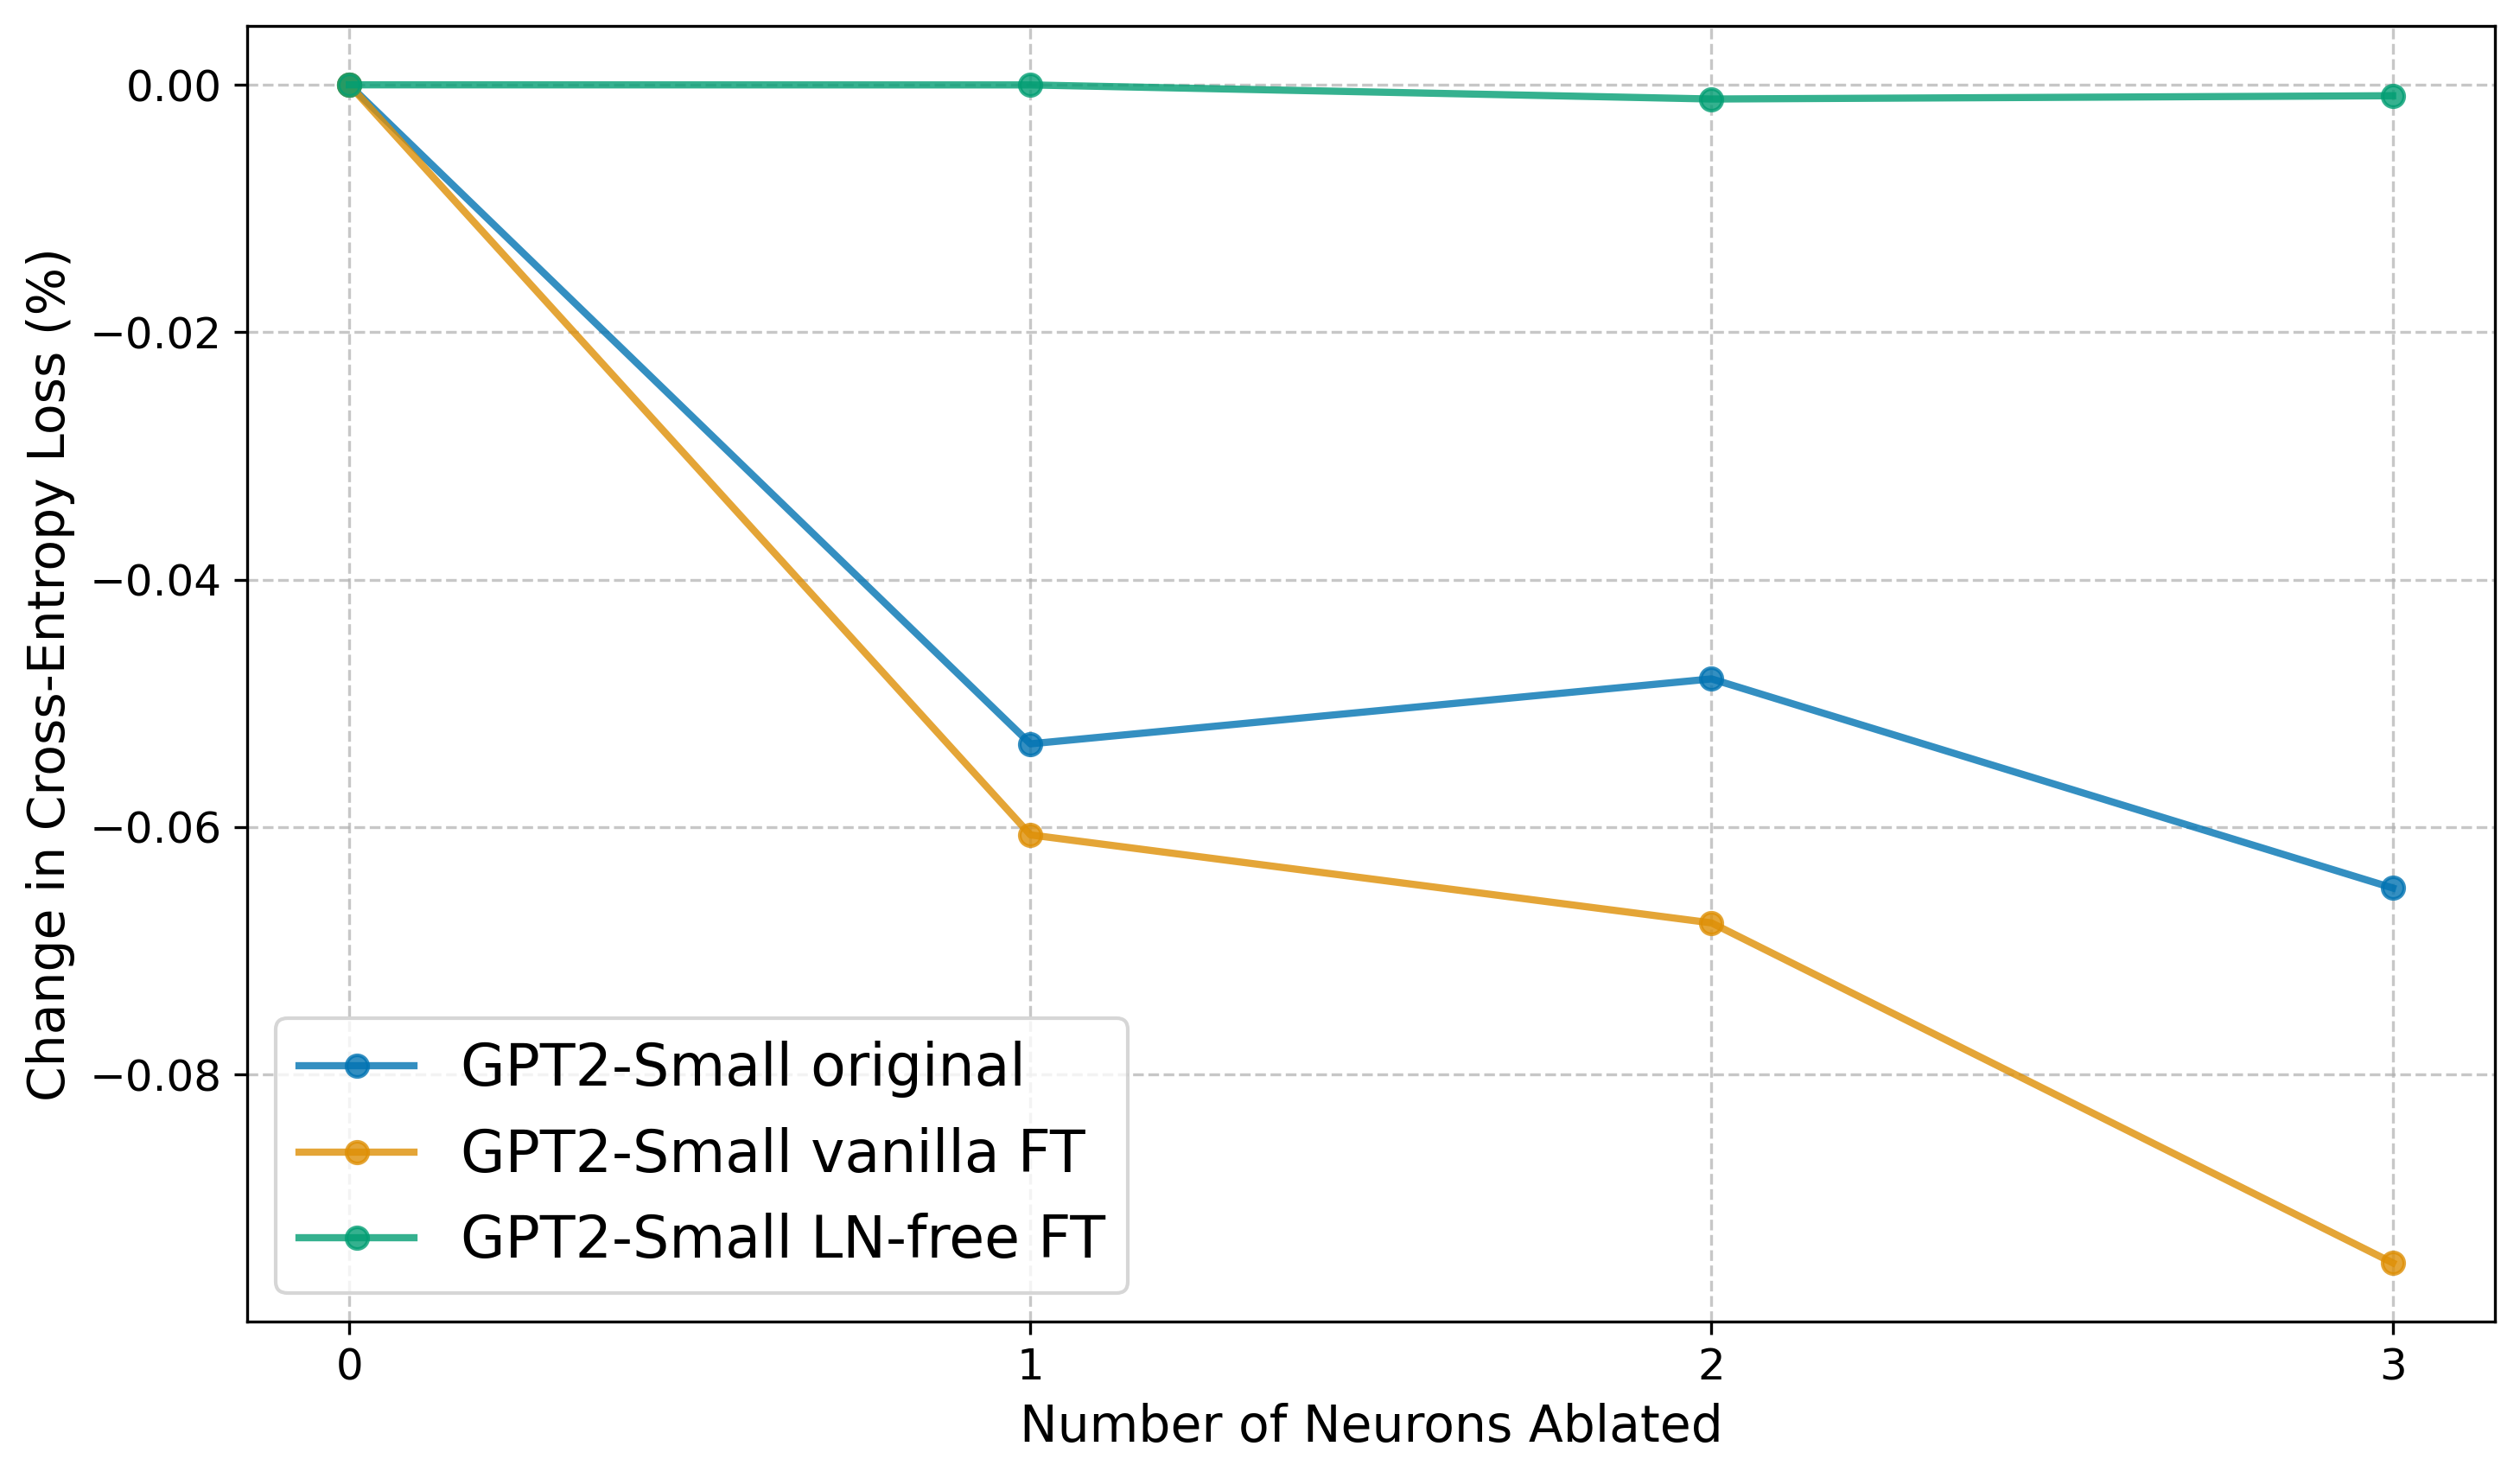 0.00
−0.02
−0.04
−0.06
−0.08
Change in Cross-Entropy Loss (%)
GPT2-Small original
GPT2-Small vanilla FT
GPT2-Small LN-free FT
0 1 2 3
Number of Neurons Ablated